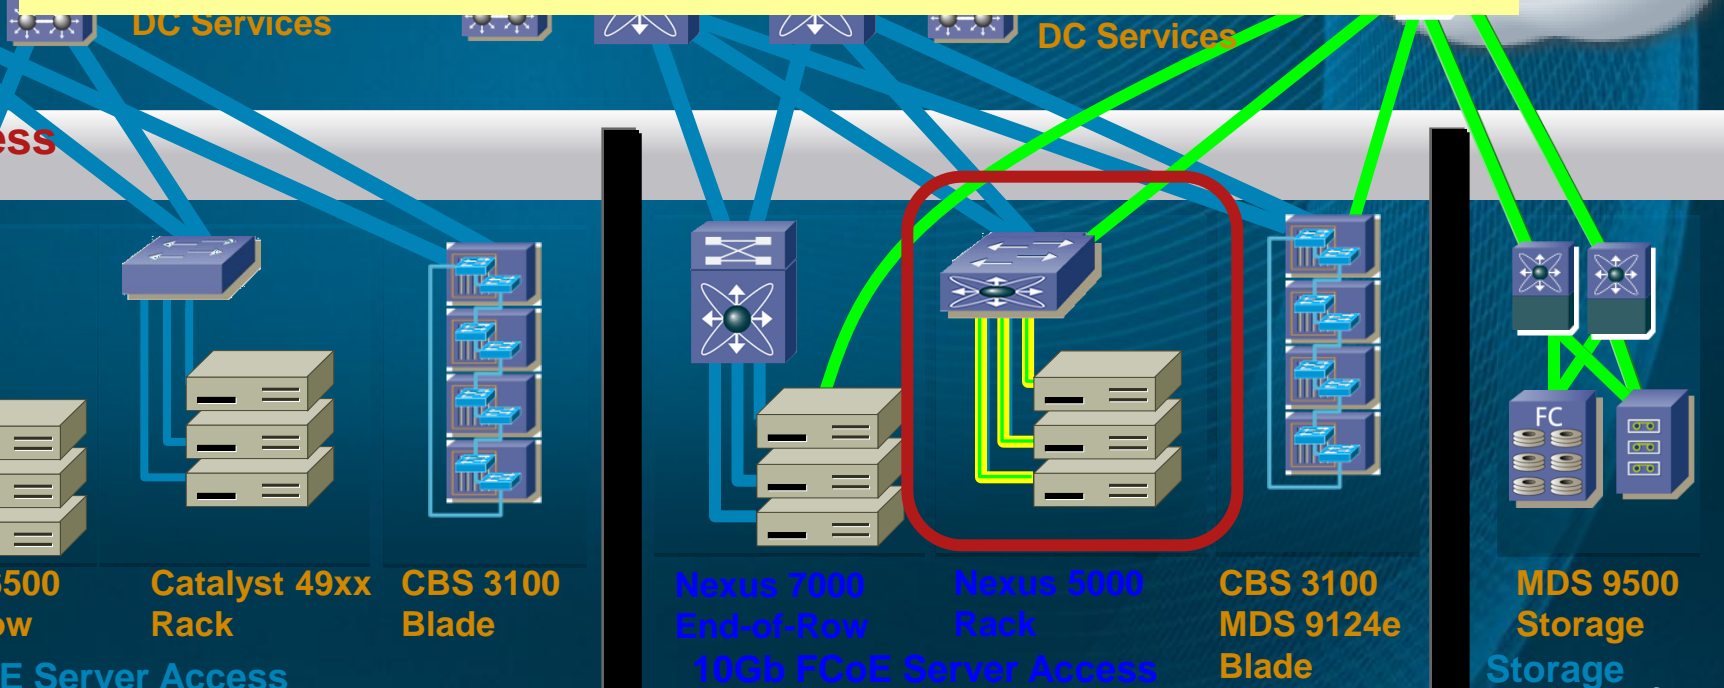 DC Services
DC Services
ess
FC
500
ow
Catalyst 49xx
Rack
CBS 3100
Blade
Nexus 7000
End-of-Row
Nexus 5000
Rack
CBS 3100
MDS 9124e
Blade
MDS 9500
Storage
E Server Access
10Gb FCoE Server Access
Storage